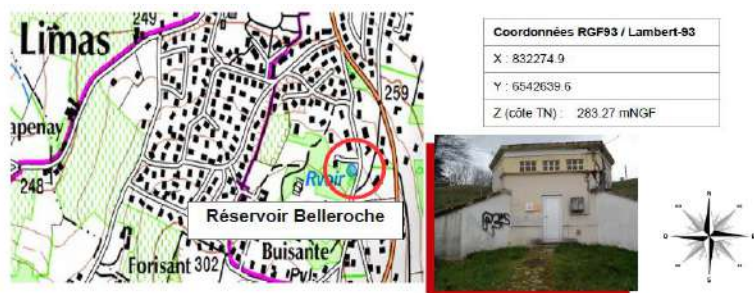 249
Limas
259
apenay
Rvoir
248
Réservoir Belleroche
Forisant 302
Buisante
Coordonnées RGF93 / Lambert-93
X : 832274.9
Y : 6542639.6
Z (côte TN) : 283.27 mNGF
N
O
E
S